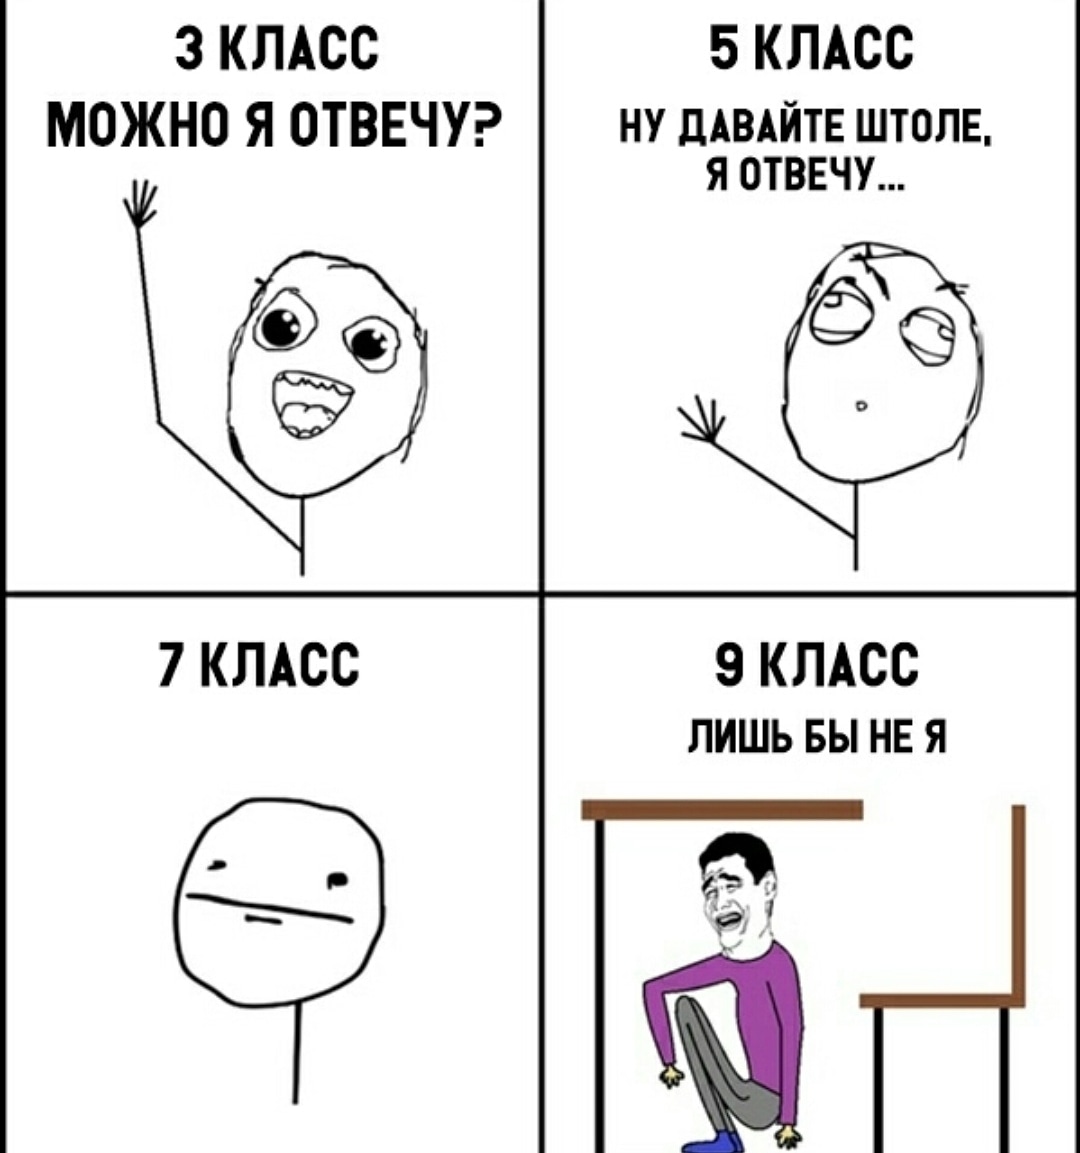 3 КЛАСС
МОЖНО Я ОТВЕЧУ?
5 КЛАСС
НУ ДАВАЙТЕ ШТОЛЕ,
Я ОТВЕЧУ...
7 КЛАСС
9 КЛАСС
ЛИШЬ БЫ НЕ Я